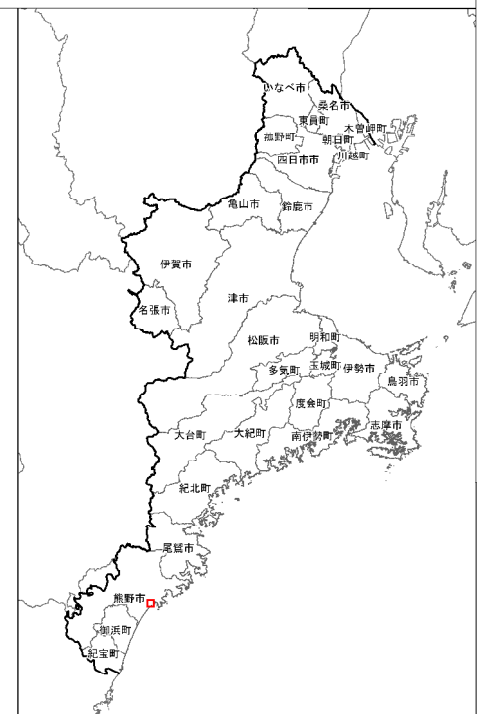 いなべ市
桑名市
東員町
木曽岬町
菰野町
朝日町
四日市市
川越町
亀山市
鈴鹿市
伊賀市
名張市
津市
松阪市
明和町
多気町
玉城町
伊勢市
鳥羽市
度会町
大台町
大紀町
南伊勢町
志摩市
紀北町
尾鷲市
熊野市
御浜町
紀宝町